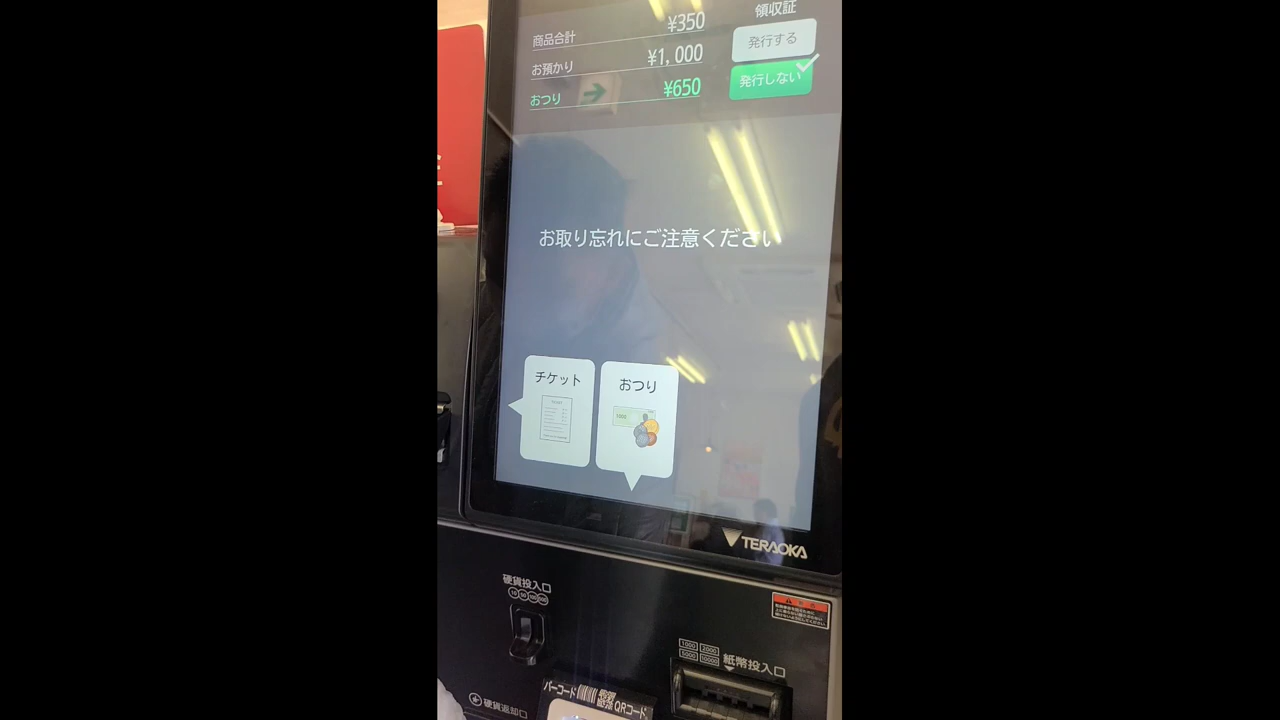 商品合計 ¥350
お預かり ¥1,000
おつり ¥650
領収証
発行する
発行しない
お取り忘れにご注意ください
チケット
おつり
TERAOKA
硬貨投入口
10 50 100 500
1000 2000
5000 10000
紙幣投入口
バーコード QRコード
硬貨返却口